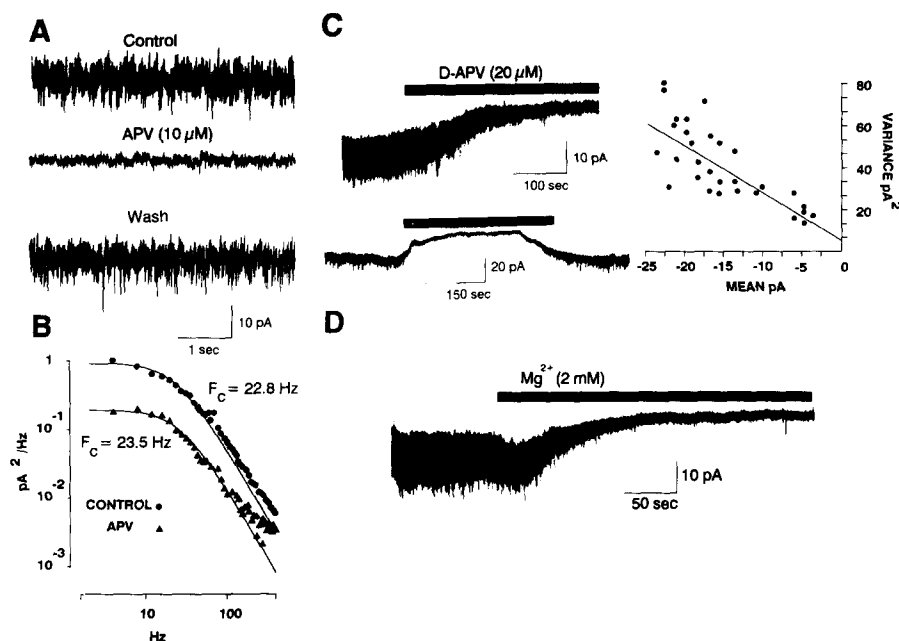 A
Control
APV (10 μM)
Wash
10 pA
1 sec
B
1
10⁻¹
10⁻²
10⁻³
pA²/Hz
F_C = 22.8 Hz
F_C = 23.5 Hz
CONTROL
APV
10
100
Hz
C
D-APV (20 μM)
10 pA
100 sec
20 pA
150 sec
80
60
40
20
VARIANCE pA²
-25
-20
-15
-10
-5
0
MEAN pA
D
Mg²⁺ (2 mM)
10 pA
50 sec